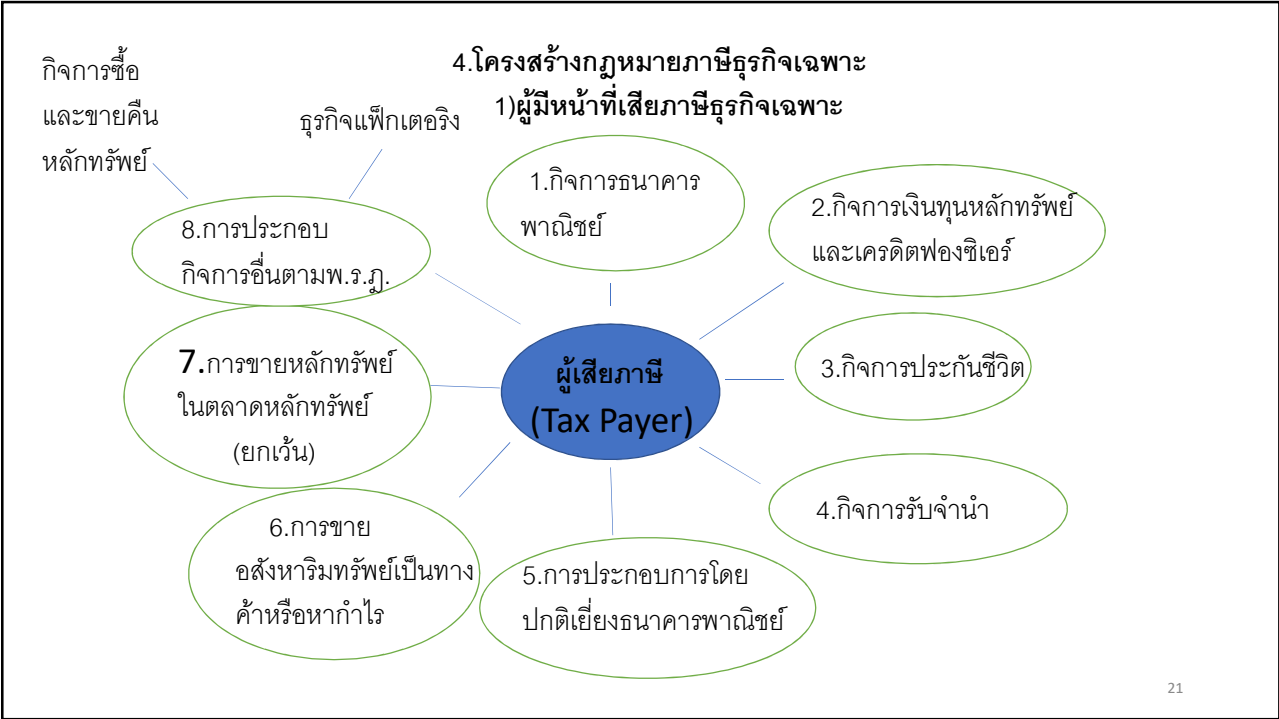 4.โครงสร้างกฎหมายภาษีธุรกิจเฉพาะ
1)ผู้มีหน้าที่เสียภาษีธุรกิจเฉพาะ
กิจการซื้อ
และขายคืน
หลักทรัพย์
ธุรกิจแฟ็กเตอริง
1.กิจการธนาคาร
พาณิชย์
2.กิจการเงินทุนหลักทรัพย์
และเครดิตฟองซิเอร์
3.กิจการประกันชีวิต
4.กิจการรับจำนำ
5.การประกอบการโดย
ปกติเยี่ยงธนาคารพาณิชย์
6.การขาย
อสังหาริมทรัพย์เป็นทาง
ค้าหรือหากำไร
7.การขายหลักทรัพย์
ในตลาดหลักทรัพย์
(ยกเว้น)
8.การประกอบ
กิจการอื่นตามพ.ร.ฎ.
ผู้เสียภาษี
(Tax Payer)
21